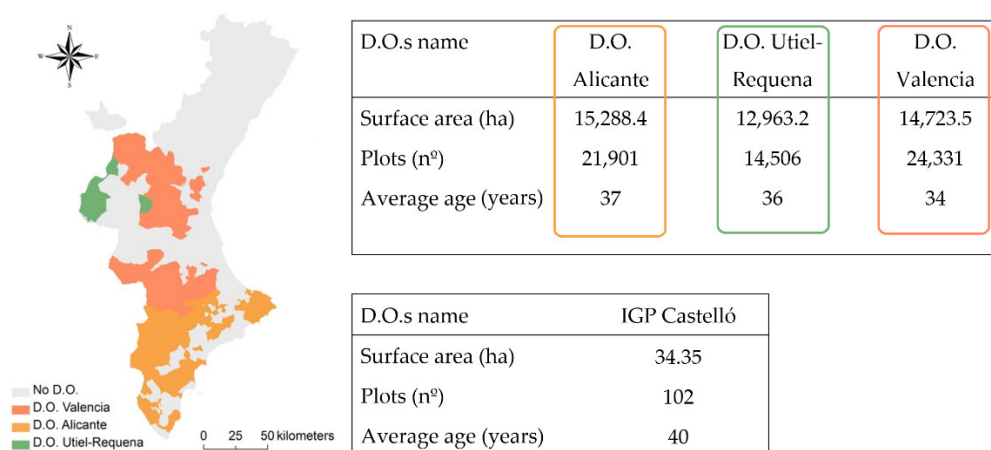 N
W E
S
No D.O.
D.O. Valencia
D.O. Alicante
D.O. Utiel-Requena
0 25 50 kilometers
D.O.s name D.O. Alicante D.O. Utiel-Requena D.O. Valencia
Surface area (ha) 15,288.4 12,963.2 14,723.5
Plots (nº) 21,901 14,506 24,331
Average age (years) 37 36 34
D.O.s name IGP Castelló
Surface area (ha) 34.35
Plots (nº) 102
Average age (years) 40